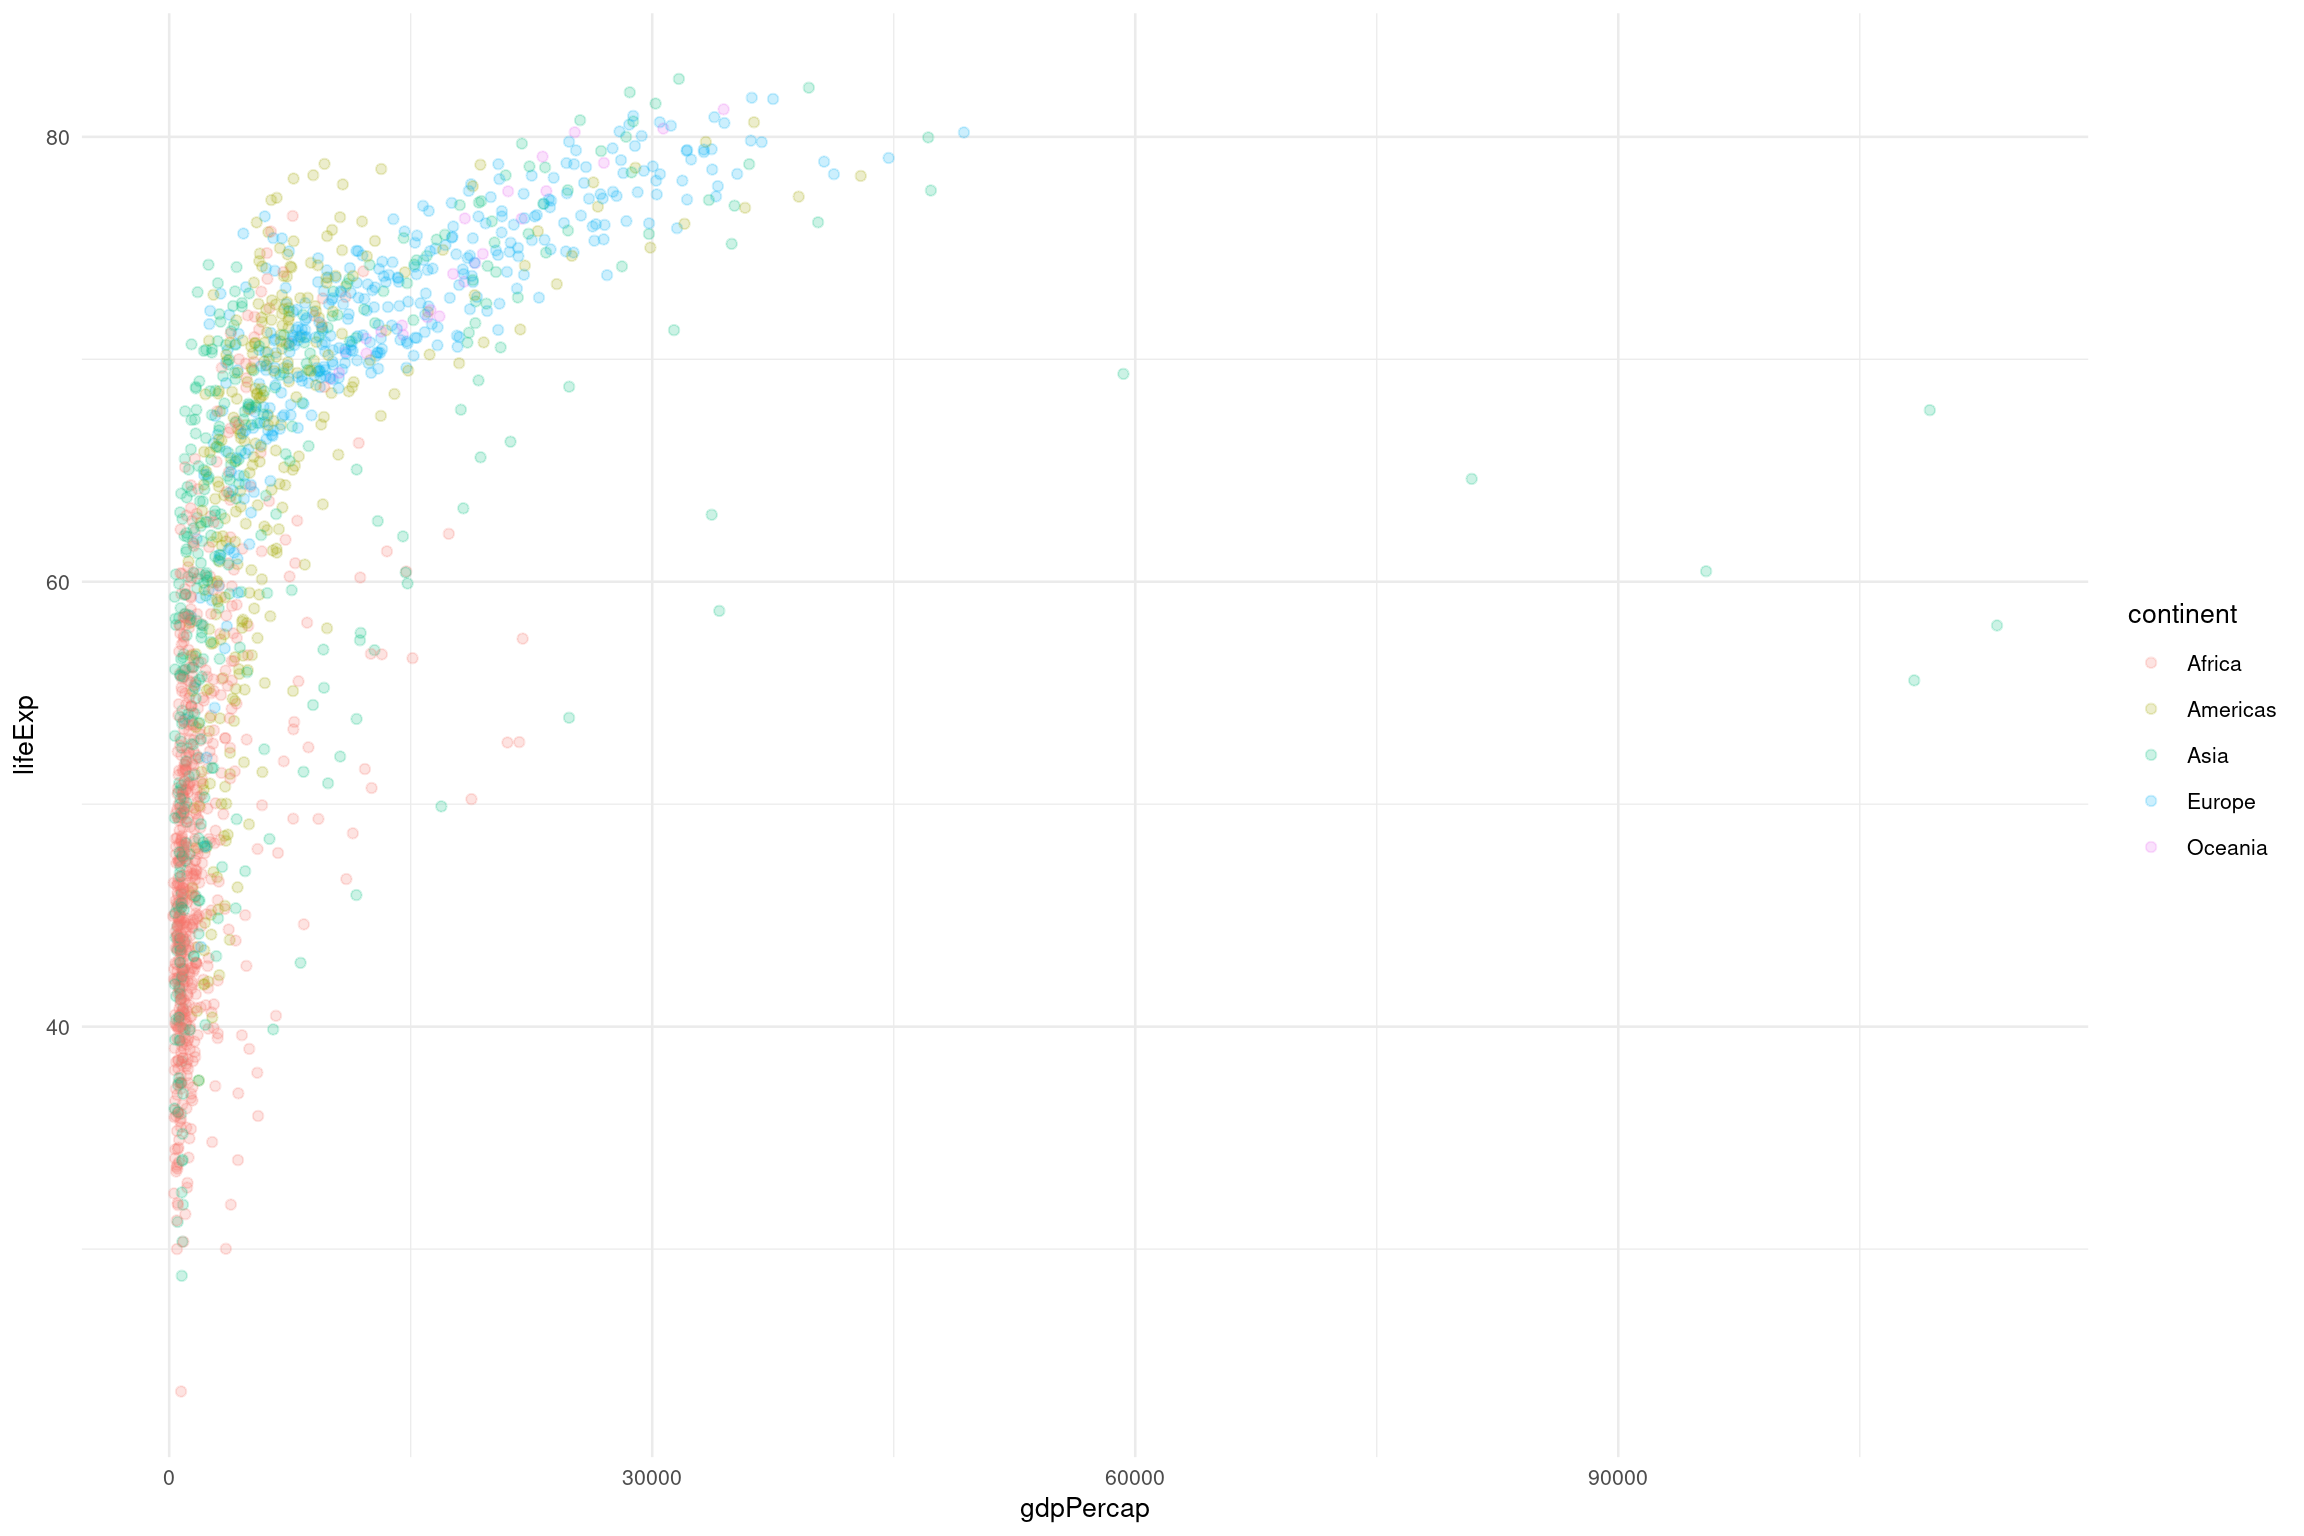 80
60
40
lifeExp
0 30000 60000 90000
gdpPercap
continent
Africa
Americas
Asia
Europe
Oceania